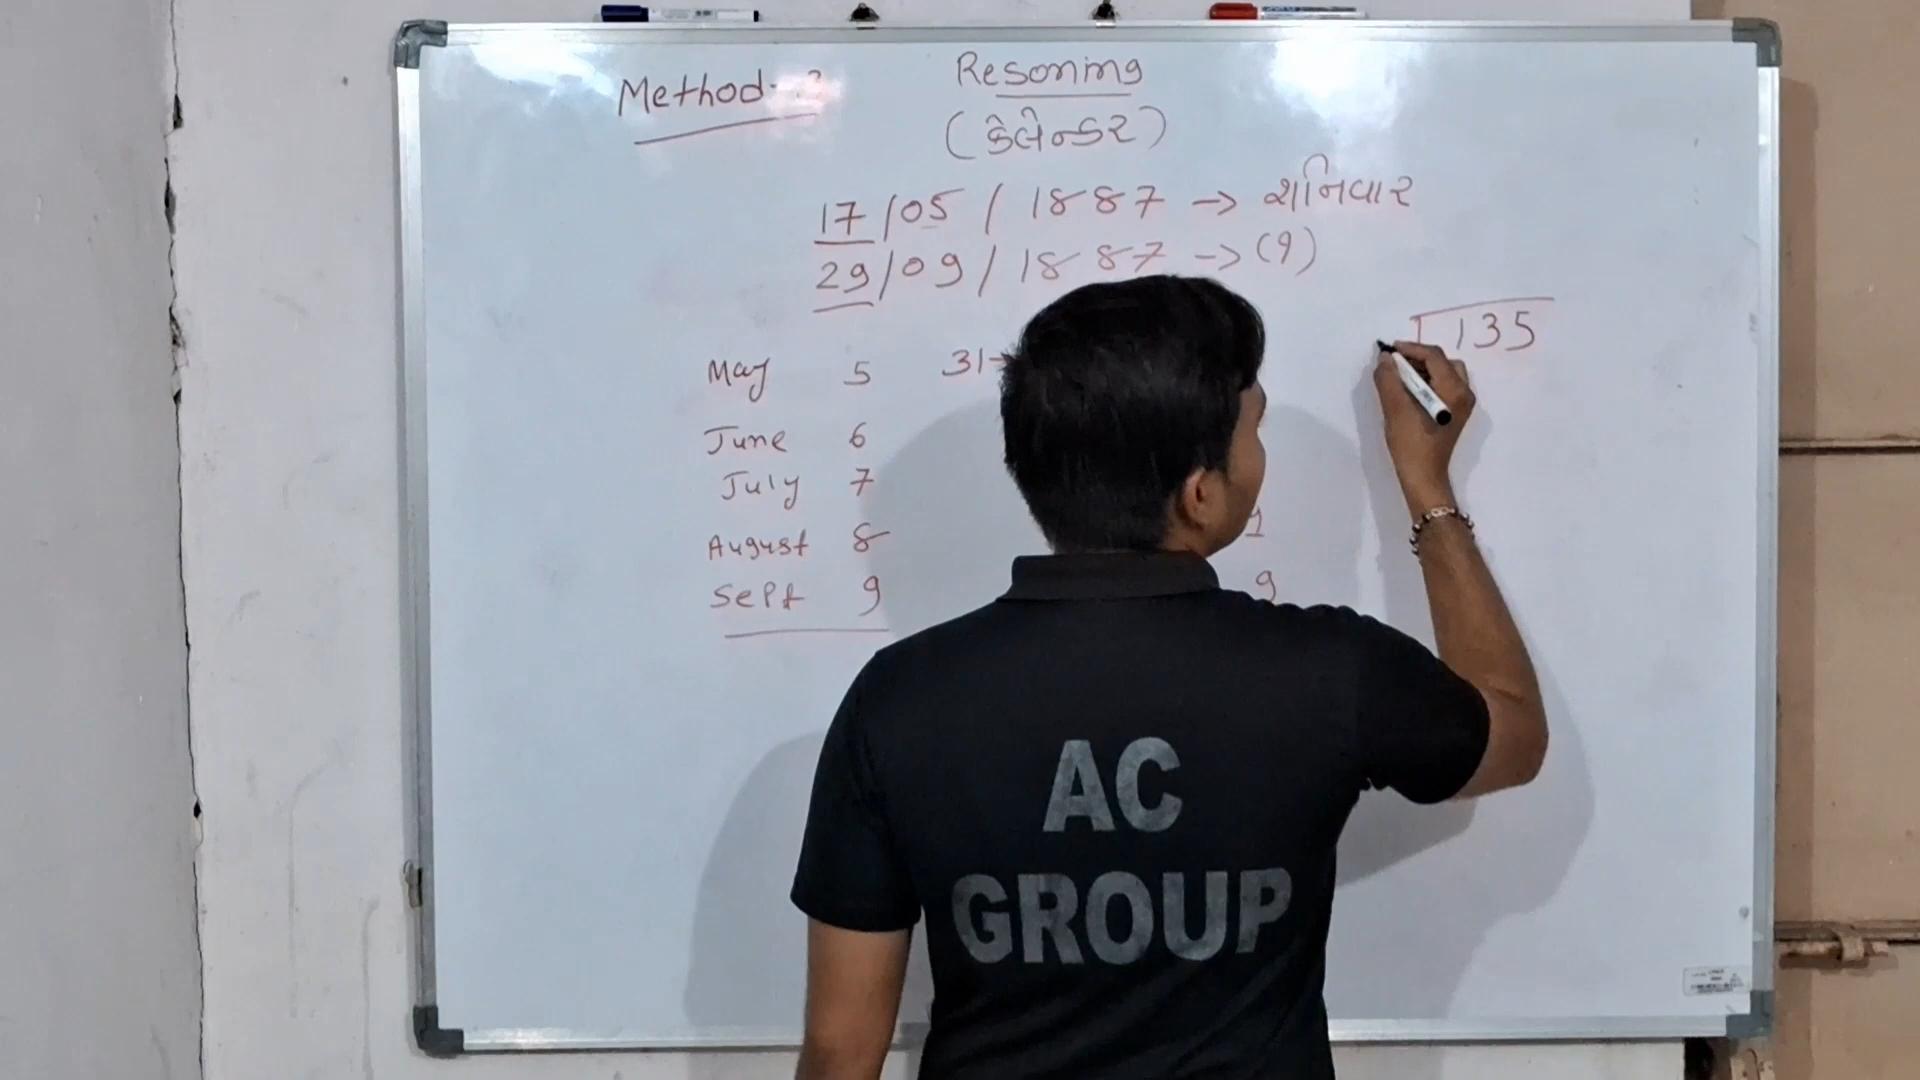 Method-
Resoning
(કેલેન્ડર)
17/05/1887 → શનિવાર
29/09/1887 → (?)
135
May 5 31→
June 6
July 7
August 8 1
Sept 9 9
AC
GROUP